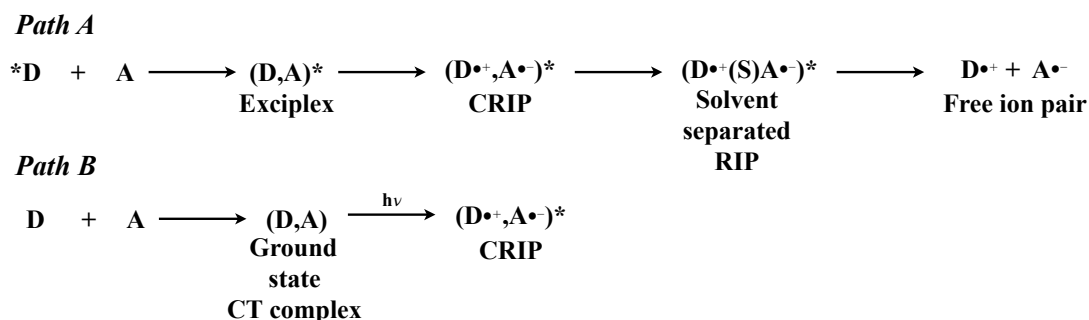 Path A
*D + A (D,A)* (D•+,A•−)* (D•+(S)A•−)* D•+ + A•−
Exciplex CRIP Solvent Free ion pair
separated
RIP
Path B
hν
D + A (D,A) (D•+,A•−)*
Ground CRIP
state
CT complex